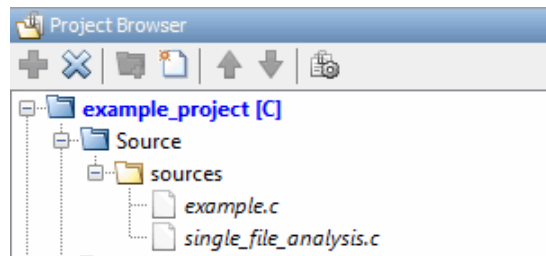 Project Browser
example_project [C]
Source
sources
example.c
single_file_analysis.c